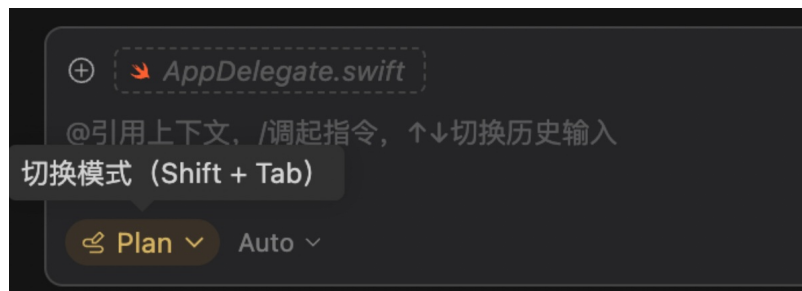 AppDelegate.swift
@引用上下文，/调起指令，↑↓切换历史输入
切换模式（Shift + Tab）
Plan Auto